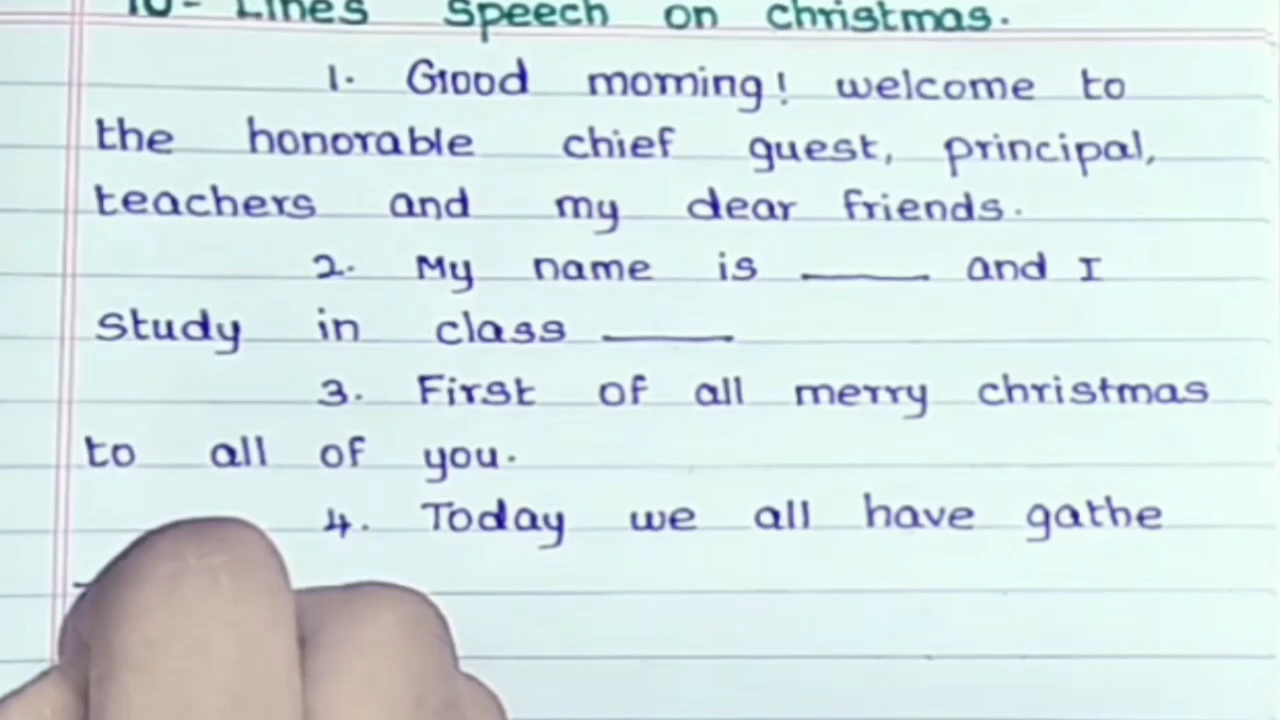 10- Lines Speech on christmas.
1. Good morning! welcome to
the honorable chief guest, principal,
teachers and my dear friends.
2. My name is ____ and I
Study in class ____
3. First of all merry christmas
to all of you.
4. Today we all have gathe
-